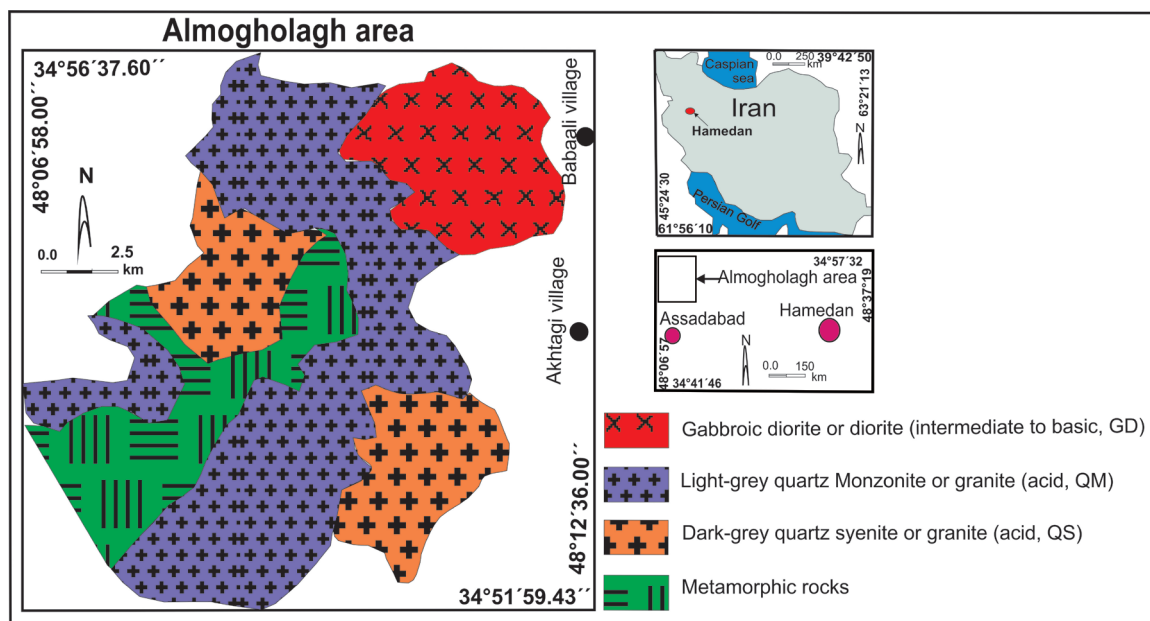 Almogholagh area
34°56´37.60´´
48°06´58.00´´
N
0.0 2.5
km
Babaali village
Akhtagi village
48°12´36.00´´
34°51´59.43´´
39°42´50
0.0 250
km
Caspian
sea
63°21´13
Iran
Hamedan
N
45°24´30
Persian Golf
61°56´10
34°57´32
Almogholagh area
48°37´19
Assadabad
Hamedan
48°06´57
N
0.0 150
km
34°41´46
Gabbroic diorite or diorite (intermediate to basic, GD)
Light-grey quartz Monzonite or granite (acid, QM)
Dark-grey quartz syenite or granite (acid, QS)
Metamorphic rocks